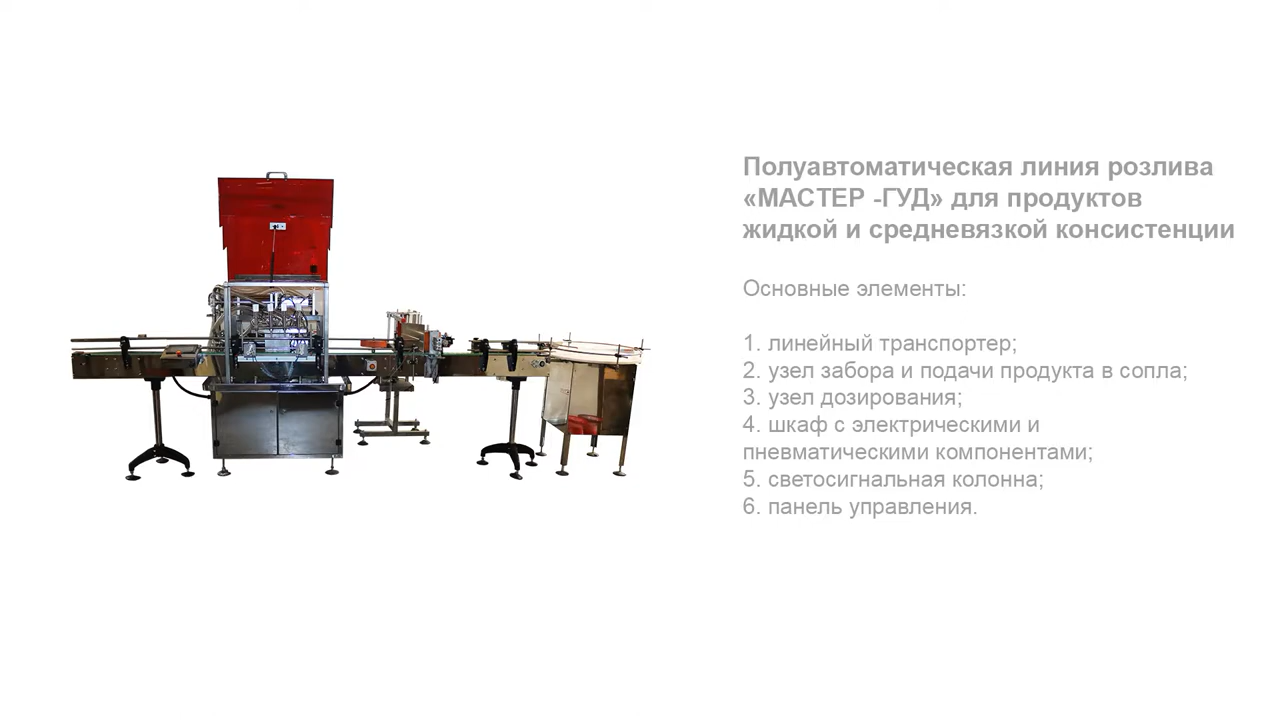 Полуавтоматическая линия розлива
«МАСТЕР -ГУД» для продуктов
жидкой и средневязкой консистенции
Основные элементы:
1. линейный транспортер;
2. узел забора и подачи продукта в сопла;
3. узел дозирования;
4. шкаф с электрическими и
пневматическими компонентами;
5. светосигнальная колонна;
6. панель управления.